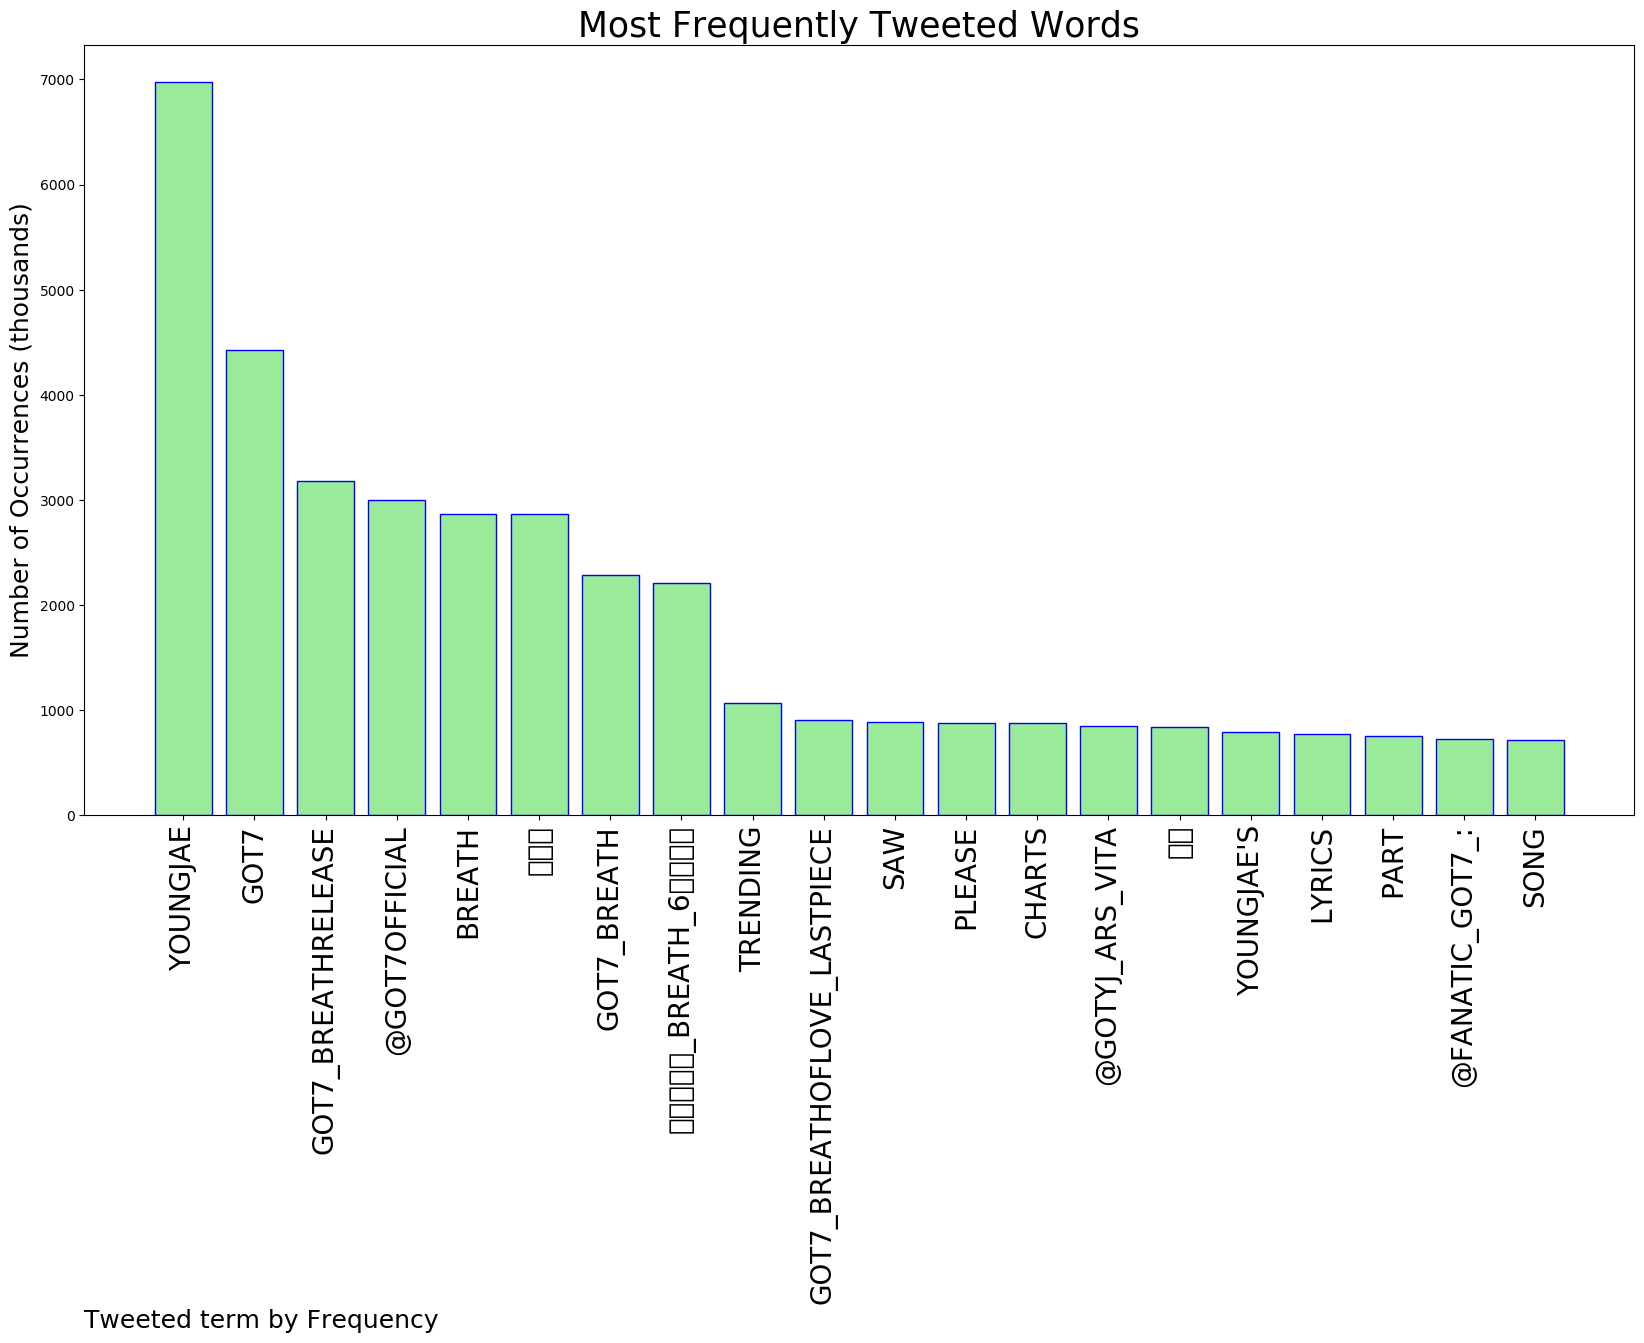 Most Frequently Tweeted Words
Number of Occurrences (thousands)
7000
6000
5000
4000
3000
2000
1000
0
YOUNGJAE
GOT7
GOT7_BREATHRELEASE
@GOT7OFFICIAL
BREATH
□□□
GOT7_BREATH
□□□□□_BREATH_6□□□□
TRENDING
GOT7_BREATHOFLOVE_LASTPIECE
SAW
PLEASE
CHARTS
@GOTYJ_ARS_VITA
□□
YOUNGJAE'S
LYRICS
PART
@FANATIC_GOT7_:
SONG
Tweeted term by Frequency